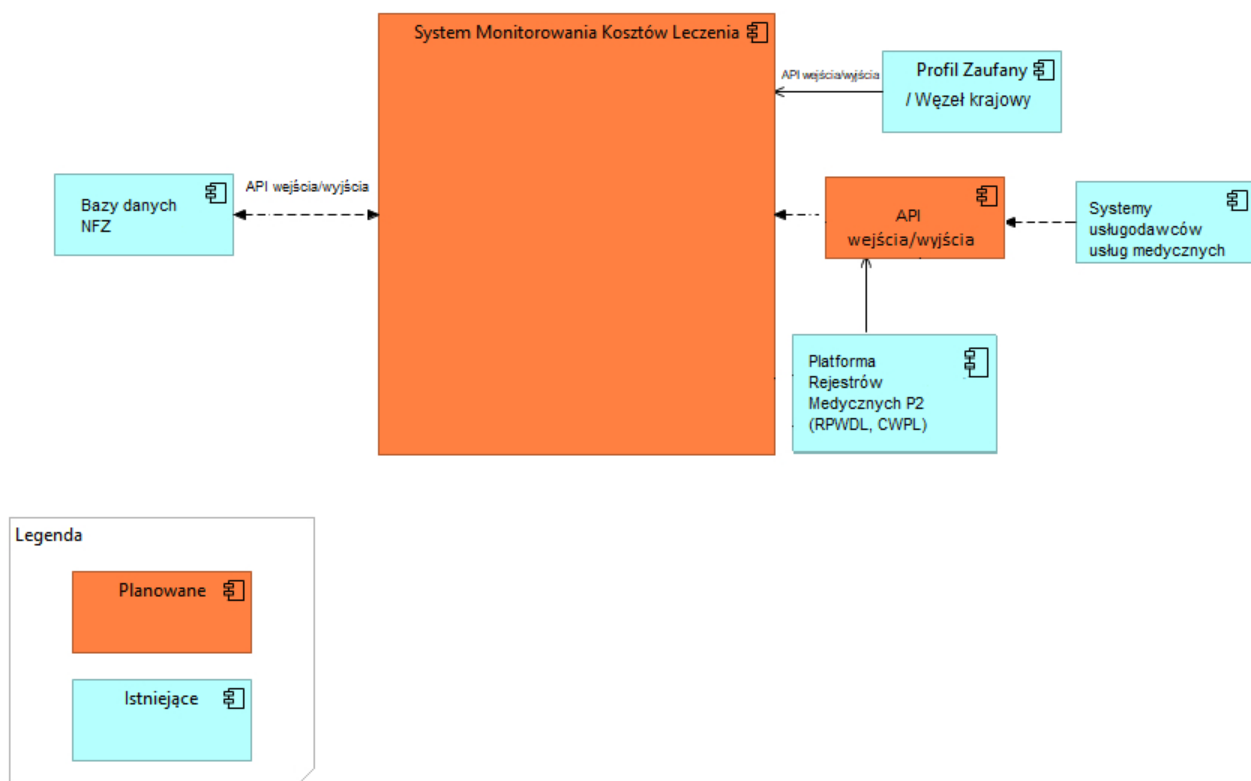 System Monitorowania Kosztów Leczenia
API wejścia/wyjścia
Profil Zaufany
/ Węzeł krajowy
Bazy danych
NFZ
API wejścia/wyjścia
API
wejścia/wyjścia
Systemy
usługodawców
usług medycznych
Platforma
Rejestrów
Medycznych P2
(RPWDL, CWPL)
Legenda
Planowane
Istniejące